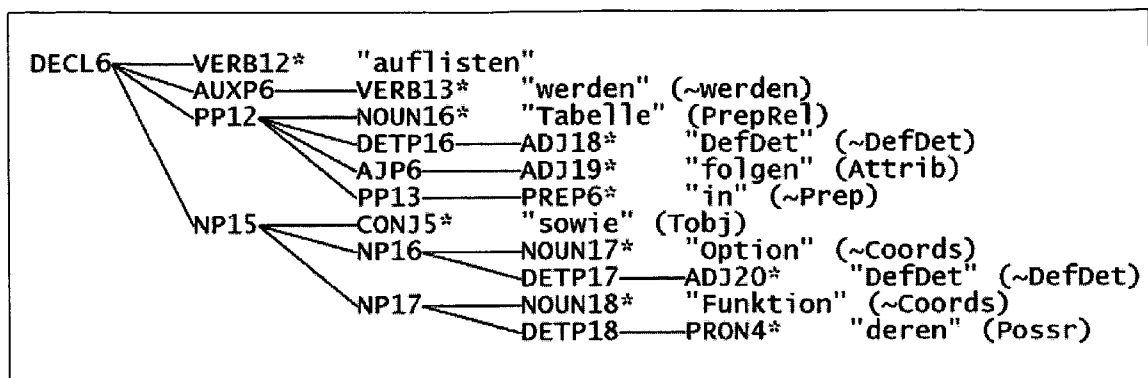 DECL6 VERB12* "auflisten"
AUXP6 VERB13* "werden" (~werden)
PP12 NOUN16* "Tabelle" (PrepRel)
DETP16 ADJ18* "DefDet" (~DefDet)
AJP6 ADJ19* "folgen" (Attrib)
PP13 PREP6* "in" (~Prep)
NP15 CONJ5* "sowie" (Tobj)
NP16 NOUN17* "Option" (~Coords)
DETP17 ADJ20* "DefDet" (~DefDet)
NP17 NOUN18* "Funktion" (~Coords)
DETP18 PRON4* "deren" (Possr)